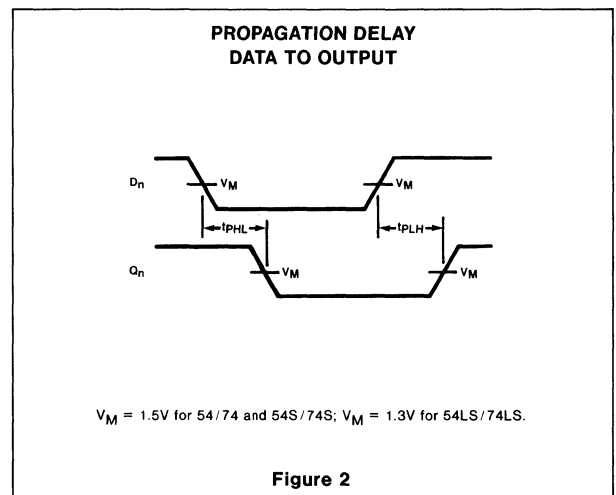 PROPAGATION DELAY
DATA TO OUTPUT
Dn VM VM
tPHL tPLH
Qn VM VM
VM = 1.5V for 54/74 and 54S/74S; VM = 1.3V for 54LS/74LS.
Figure 2